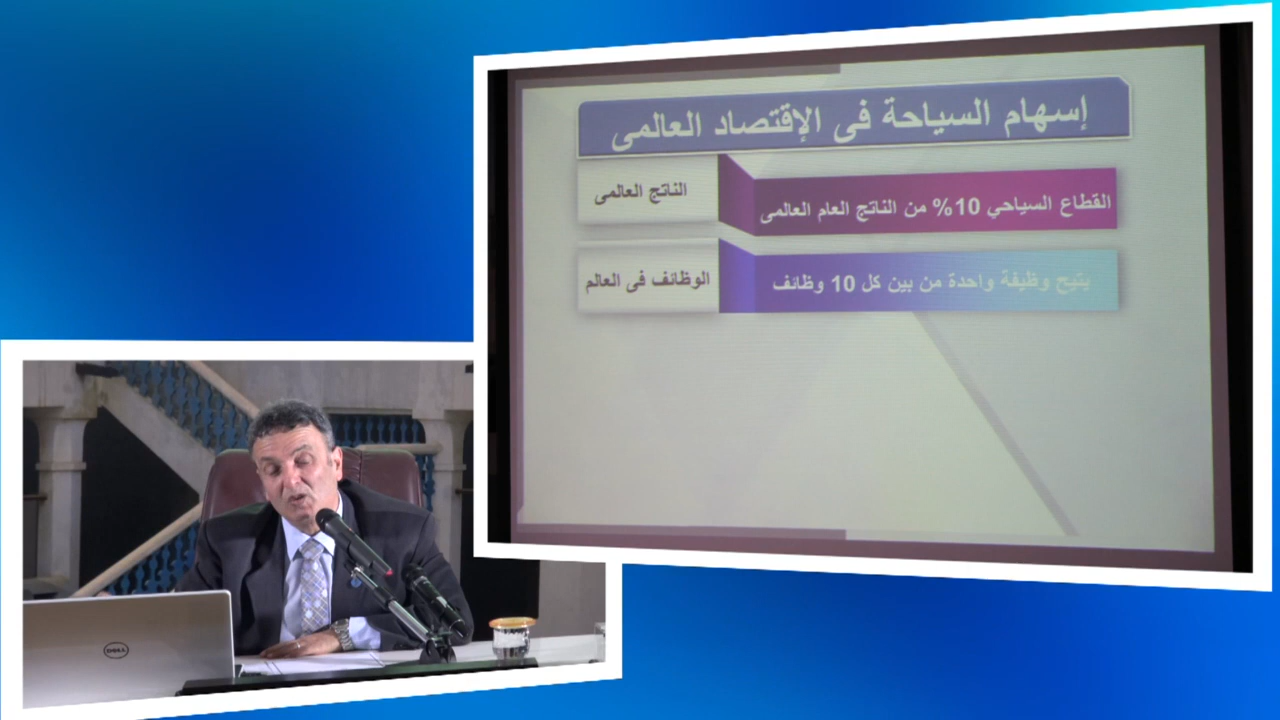 إسهام السياحة فى الإقتصاد العالمى
القطاع السياحي 10% من الناتج العام العالمى
الناتج العالمى
يتيح وظيفة واحدة من بين كل 10 وظائف
الوظائف فى العالم
DELL